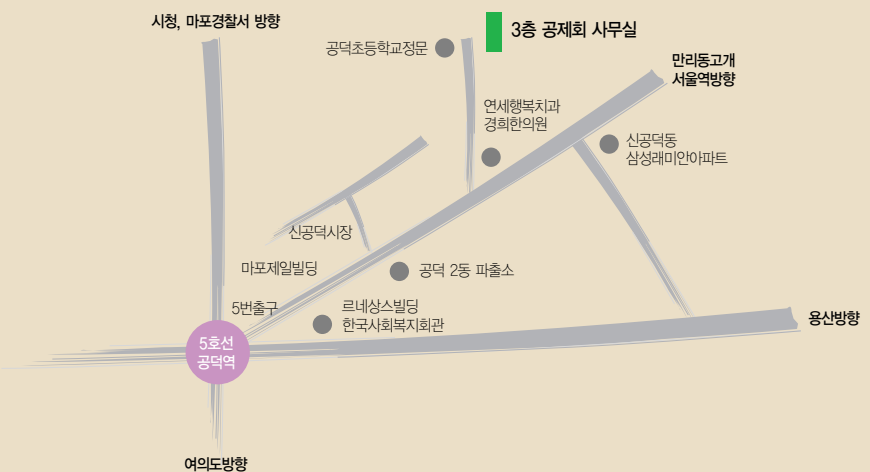 시청, 마포경찰서 방향
3층 공제회 사무실
공덕초등학교정문
만리동고개
서울역방향
연세행복치과
경희한의원
신공덕동
삼성래미안아파트
신공덕시장
마포제일빌딩
공덕 2동 파출소
5번출구
르네상스빌딩
한국사회복지회관
용산방향
5호선
공덕역
여의도방향